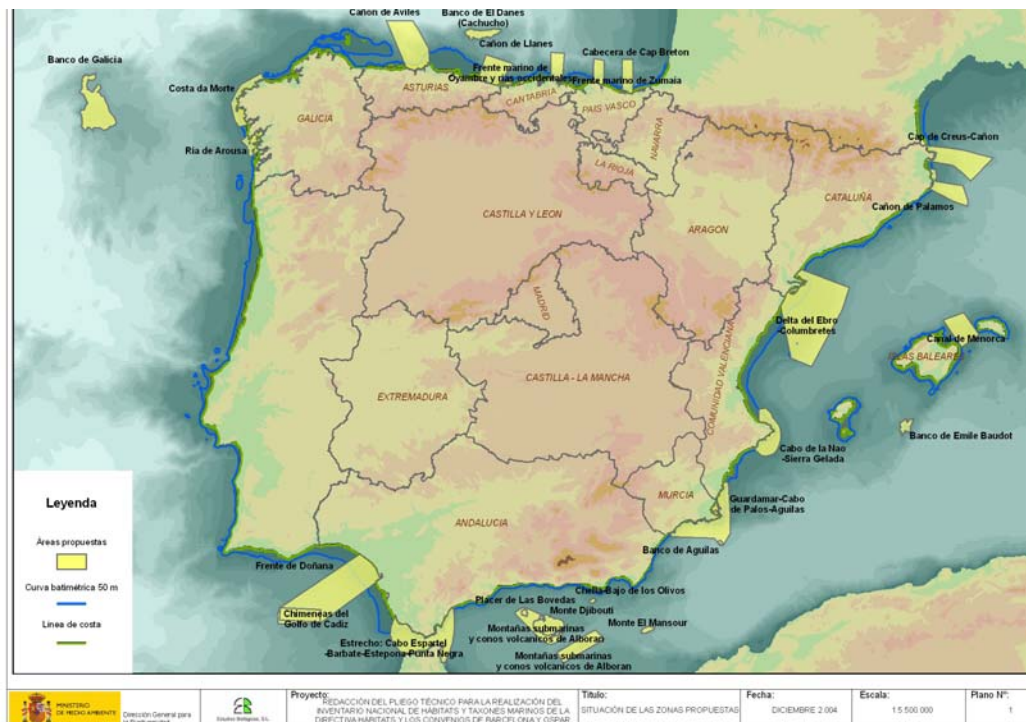 Cañon de Aviles
Banco de El Danes
(Cachucho)
Banco de Galicia
Cañon de Llanes
Cabecera de Cap Breton
Frente marino de
Oyambre y rias occidentales
Frente marino de Zumaia
Costa da Morte
ASTURIAS
CANTABRIA
PAIS VASCO
GALICIA
NAVARRA
Ría de Arousa
Cap de Creus-Cañon
LA RIOJA
CATALUÑA
Cañon de Palamos
CASTILLA Y LEON
ARAGON
MADRID
Delta del Ebro
-Columbretes
Canal de Menorca
ISLAS BALEARES
COMUNIDAD VALENCIANA
CASTILLA - LA MANCHA
EXTREMADURA
Banco de Emile Baudot
Cabo de la Nao
-Sierra Gelada
Leyenda
MURCIA
Guardamar-Cabo
de Palos-Aguilas
ANDALUCIA
Áreas propuestas
Banco de Aguilas
Frente de Doñana
Curva batimétrica 50 m
Chella-Bajo de los Olivos
Placer de Las Bovedas
Monte Djibouti
Chimeneas del
Golfo de Cadiz
Monte El Mansour
Montañas submarinas
y conos volcanicos de Alboran
Línea de costa
Estrecho: Cabo Espartel
-Barbate-Estepona-Punta Negra
Montañas submarinas
y conos volcanicos de Alboran
MINISTERIO
DE MEDIO AMBIENTE
Dirección General para
la Biodiversidad
Proyecto:
REDACCIÓN DEL PLIEGO TÉCNICO PARA LA REALIZACIÓN DEL
INVENTARIO NACIONAL DE HÁBITATS Y TAXONES MARINOS DE LA
DIRECTIVA HÁBITATS Y LOS CONVENIOS DE BARCELONA Y OSPAR
Título:
SITUACIÓN DE LAS ZONAS PROPUESTAS
Fecha:
DICIEMBRE 2.004
Escala:
1:5.500.000
Plano Nº:
1